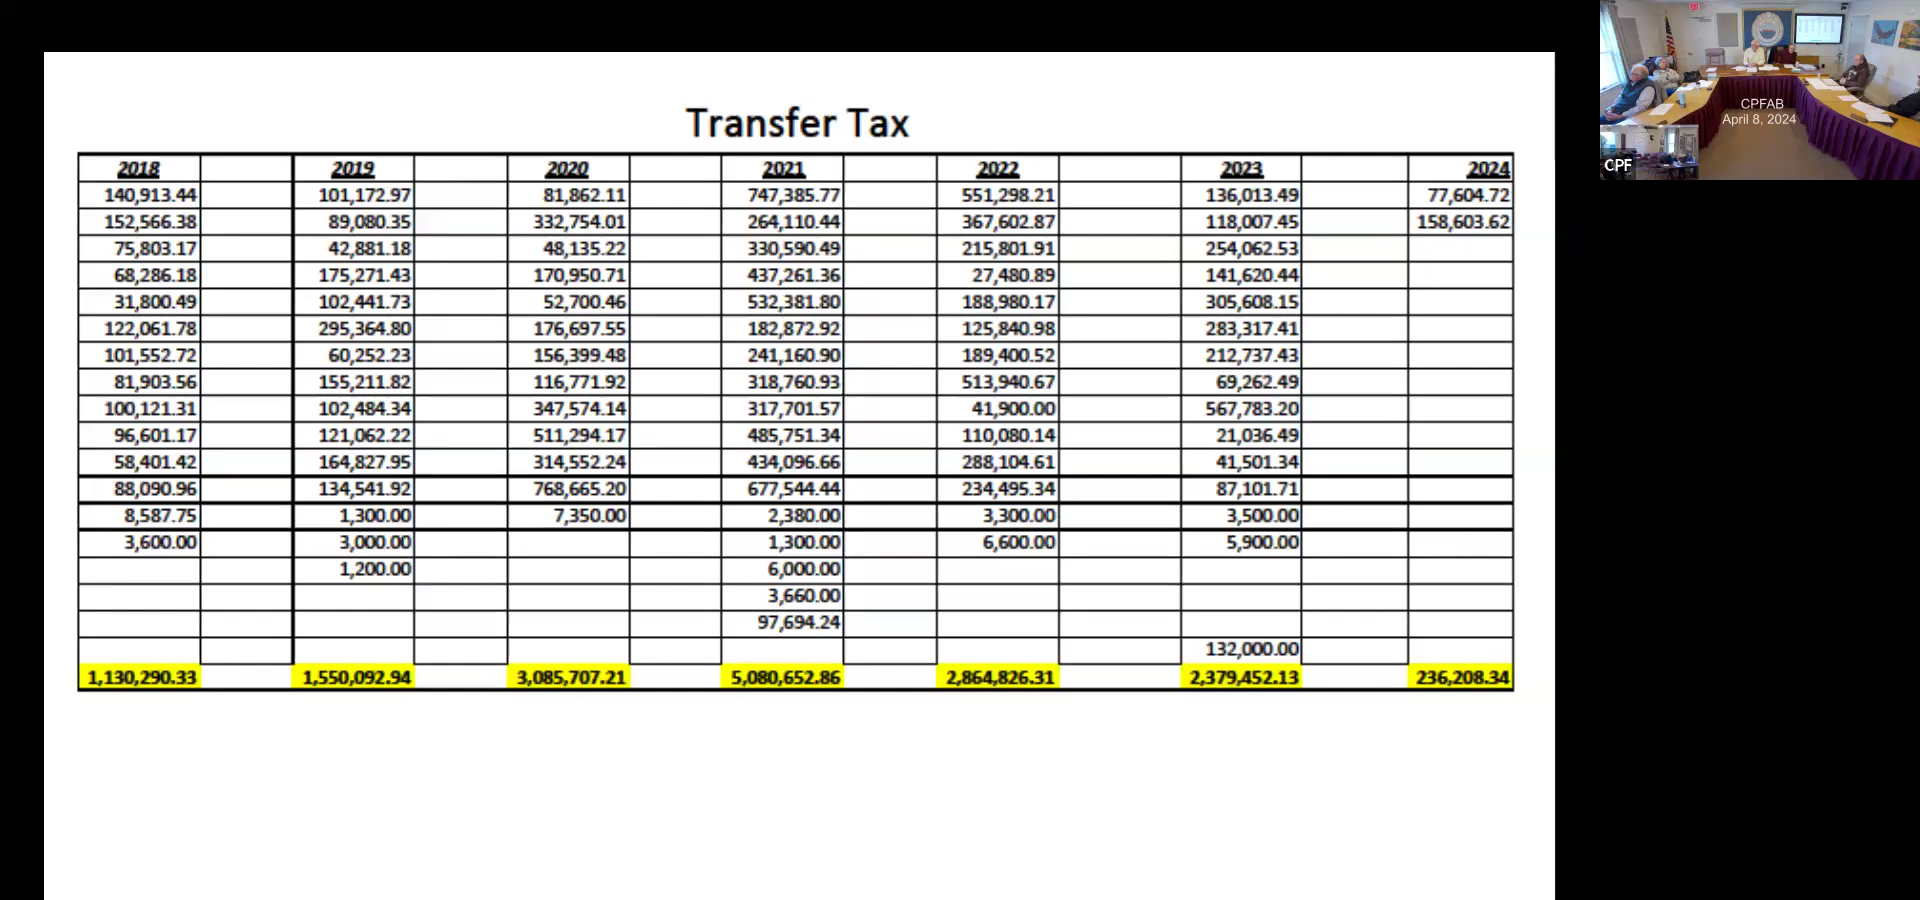 Transfer Tax
2018 2019 2020 2021 2022 2023 2024
140,913.44 101,172.97 81,862.11 747,385.77 551,298.21 136,013.49 77,604.72
152,566.38 89,080.35 332,754.01 264,110.44 367,602.87 118,007.45 158,603.62
75,803.17 42,881.18 48,135.22 330,590.49 215,801.91 254,062.53
68,286.18 175,271.43 170,950.71 437,261.36 27,480.89 141,620.44
31,800.49 102,441.73 52,700.46 532,381.80 188,980.17 305,608.15
122,061.78 295,364.80 176,697.55 182,872.92 125,840.98 283,317.41
101,552.72 60,252.23 156,399.48 241,160.90 189,400.52 212,737.43
81,903.56 155,211.82 116,771.92 318,760.93 513,940.67 69,262.49
100,121.31 102,484.34 347,574.14 317,701.57 41,900.00 567,783.20
96,601.17 121,062.22 511,294.17 485,751.34 110,080.14 21,036.49
58,401.42 164,827.95 314,552.24 434,096.66 288,104.61 41,501.34
88,090.96 134,541.92 768,665.20 677,544.44 234,495.34 87,101.71
8,587.75 1,300.00 7,350.00 2,380.00 3,300.00 3,500.00
3,600.00 3,000.00 1,300.00 6,600.00 5,900.00
1,200.00 6,000.00
3,660.00
97,694.24
132,000.00
1,130,290.33 1,550,092.94 3,085,707.21 5,080,652.86 2,864,826.31 2,379,452.13 236,208.34
CPFAB
April 8, 2024
CPF